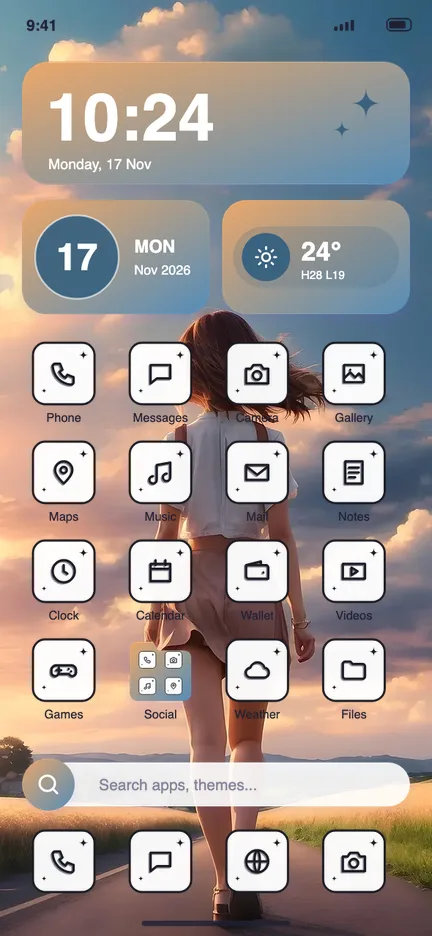 9:41
10:24
Monday, 17 Nov
17
MON
Nov 2026
24°
H28 L19
Phone
Messages
Camera
Gallery
Maps
Music
Mail
Notes
Clock
Calendar
Wallet
Videos
Games
Social
Weather
Files
Search apps, themes...